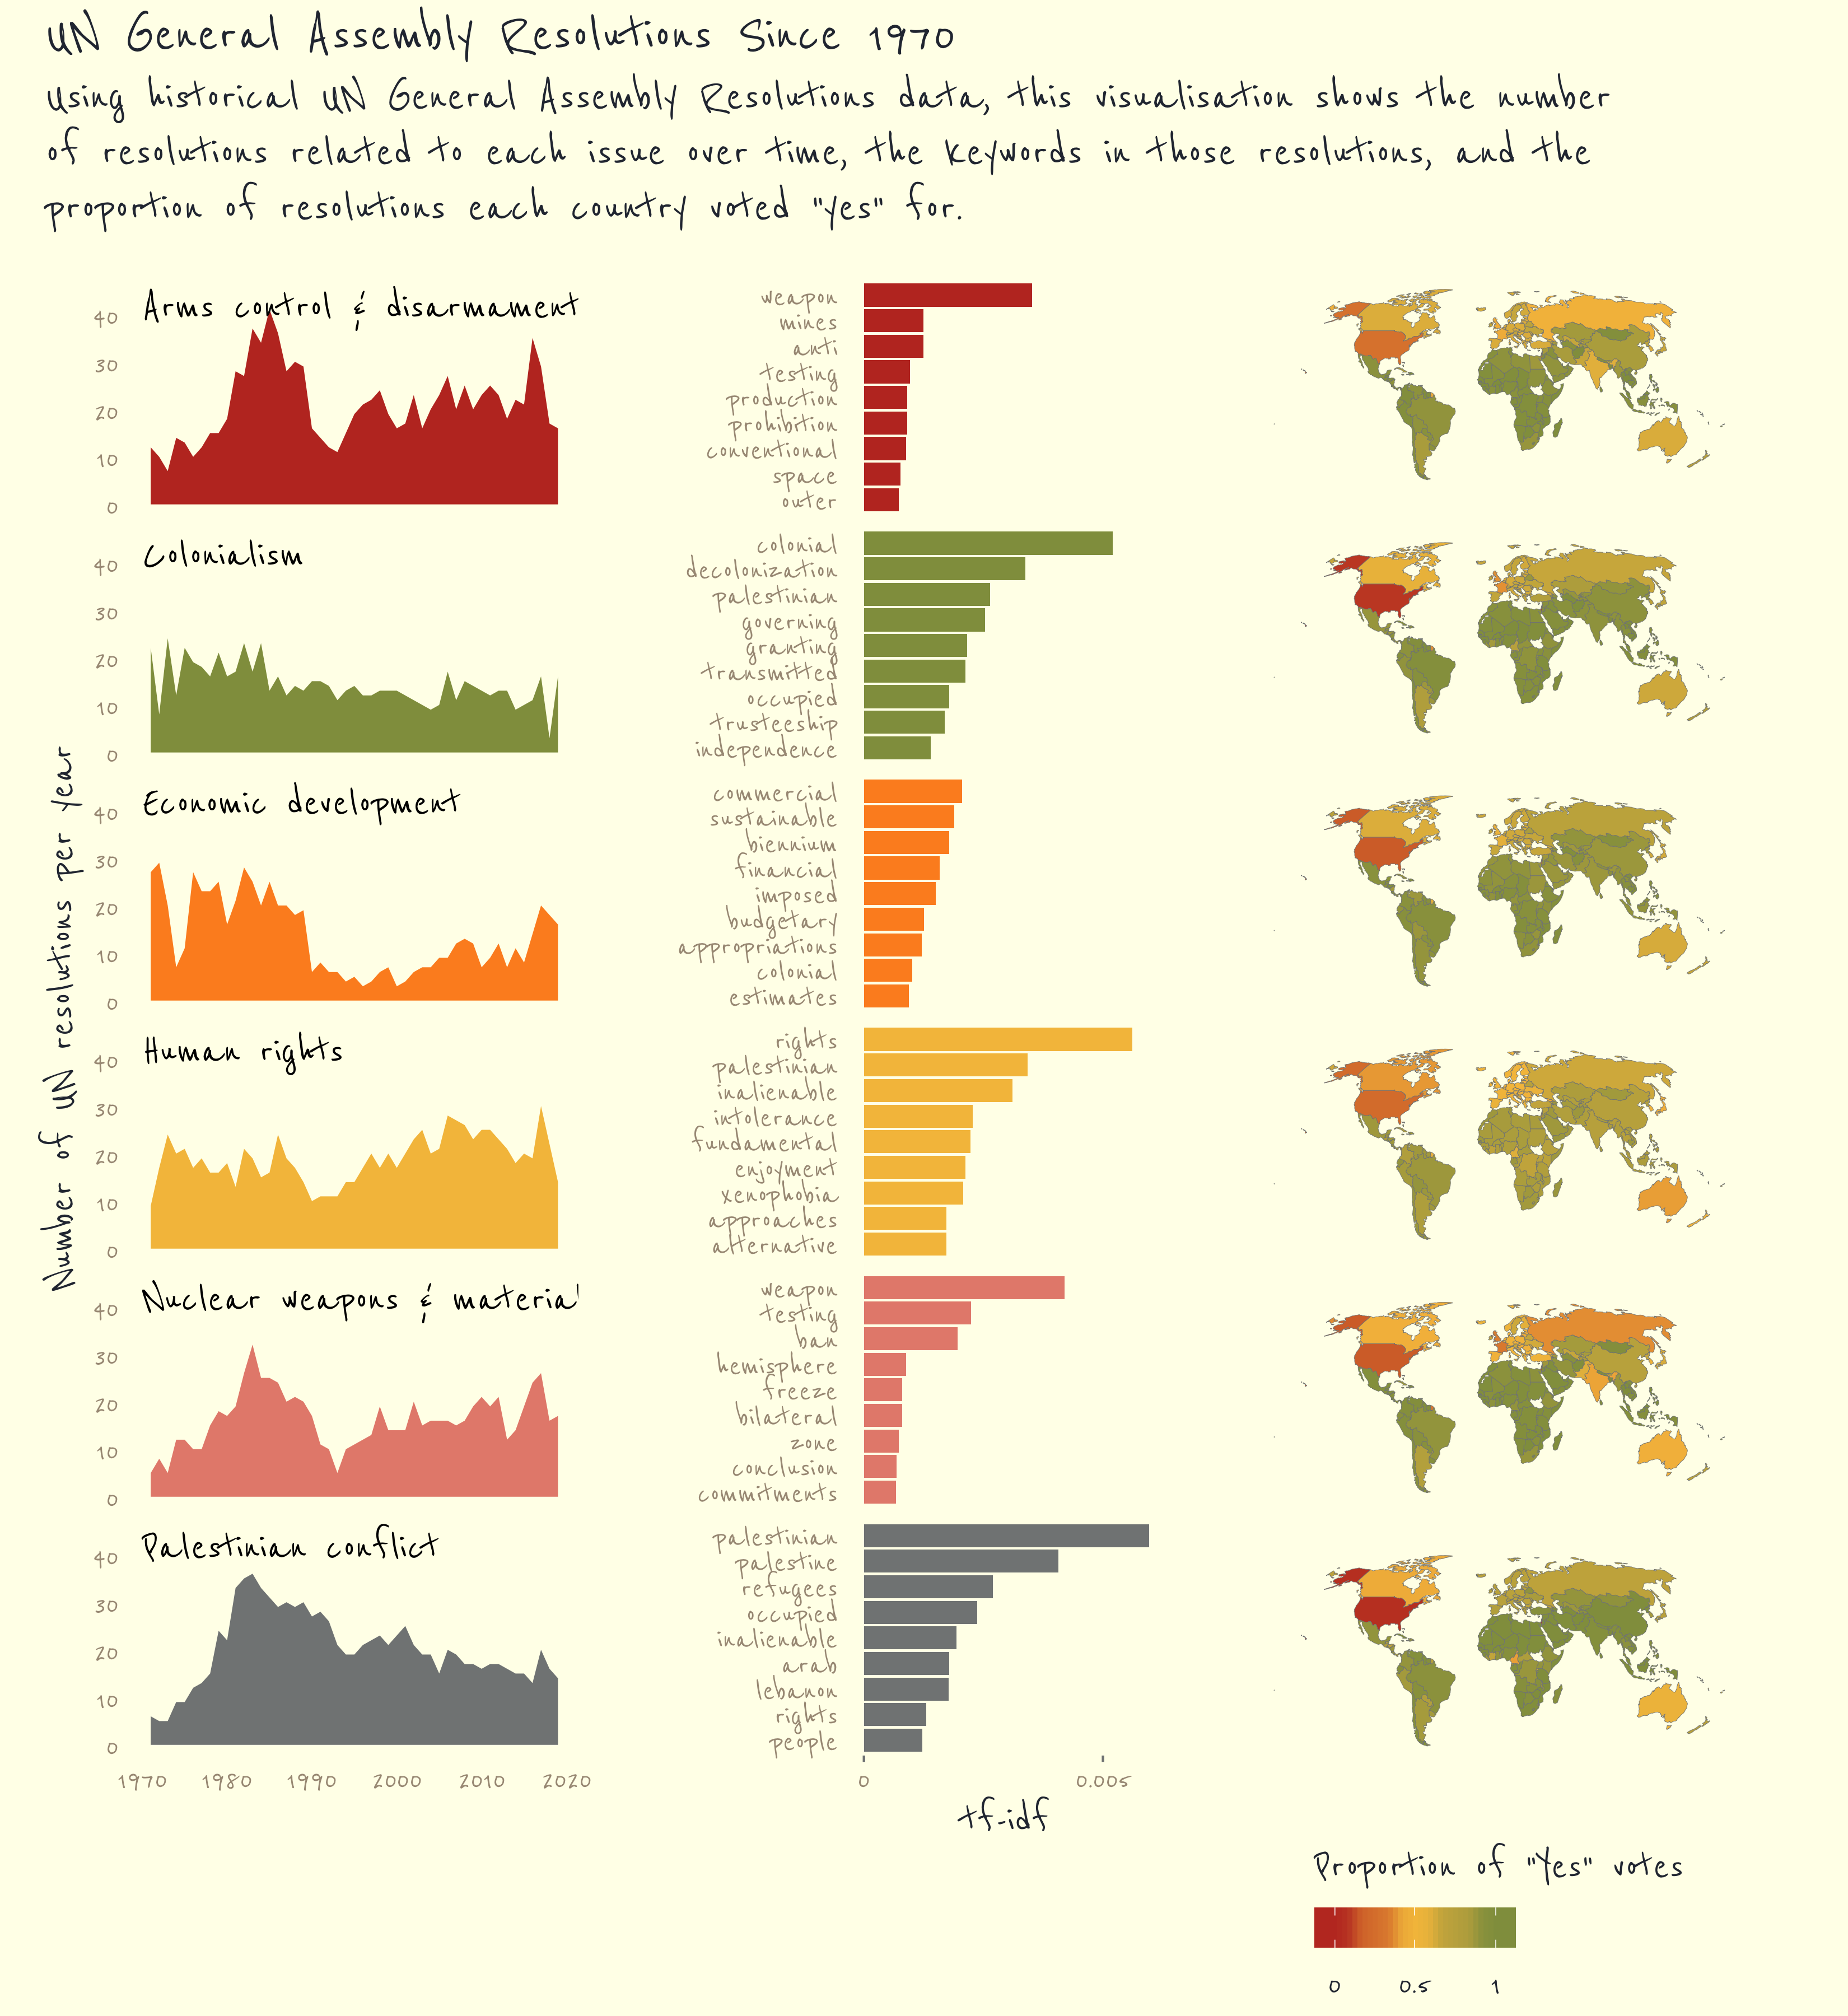 UN General Assembly Resolutions Since 1970
Using historical UN General Assembly Resolutions data, this visualisation shows the number
of resolutions related to each issue over time, the keywords in those resolutions, and the
proportion of resolutions each country voted "yes" for.
Number of UN resolutions per year
Arms control & disarmament
40
30
20
10
0
weapon
mines
anti
testing
production
prohibition
conventional
space
outer
Colonialism
40
30
20
10
0
colonial
decolonization
palestinian
governing
granting
transmitted
occupied
trusteeship
independence
Economic development
40
30
20
10
0
commercial
sustainable
biennium
financial
imposed
budgetary
appropriations
colonial
estimates
Human rights
40
30
20
10
0
rights
palestinian
inalienable
intolerance
fundamental
enjoyment
xenophobia
approaches
alternative
Nuclear weapons & material
40
30
20
10
0
weapon
testing
ban
hemisphere
freeze
bilateral
zone
conclusion
commitments
Palestinian conflict
40
30
20
10
0
palestinian
palestine
refugees
occupied
inalienable
arab
lebanon
rights
people
1970 1980 1990 2000 2010 2020
0 0.005
tf-idf
Proportion of "Yes" votes
0 0.5 1